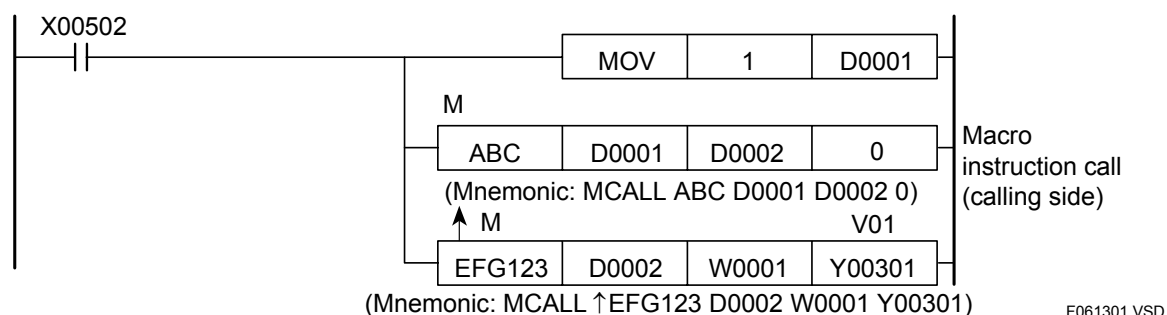 X00502
MOV 1 D0001
M
ABC D0001 D0002 0
(Mnemonic: MCALL ABC D0001 D0002 0)
Macro
instruction call
(calling side)
M V01
EFG123 D0002 W0001 Y00301
(Mnemonic: MCALL ↑EFG123 D0002 W0001 Y00301)
F061301.VSD